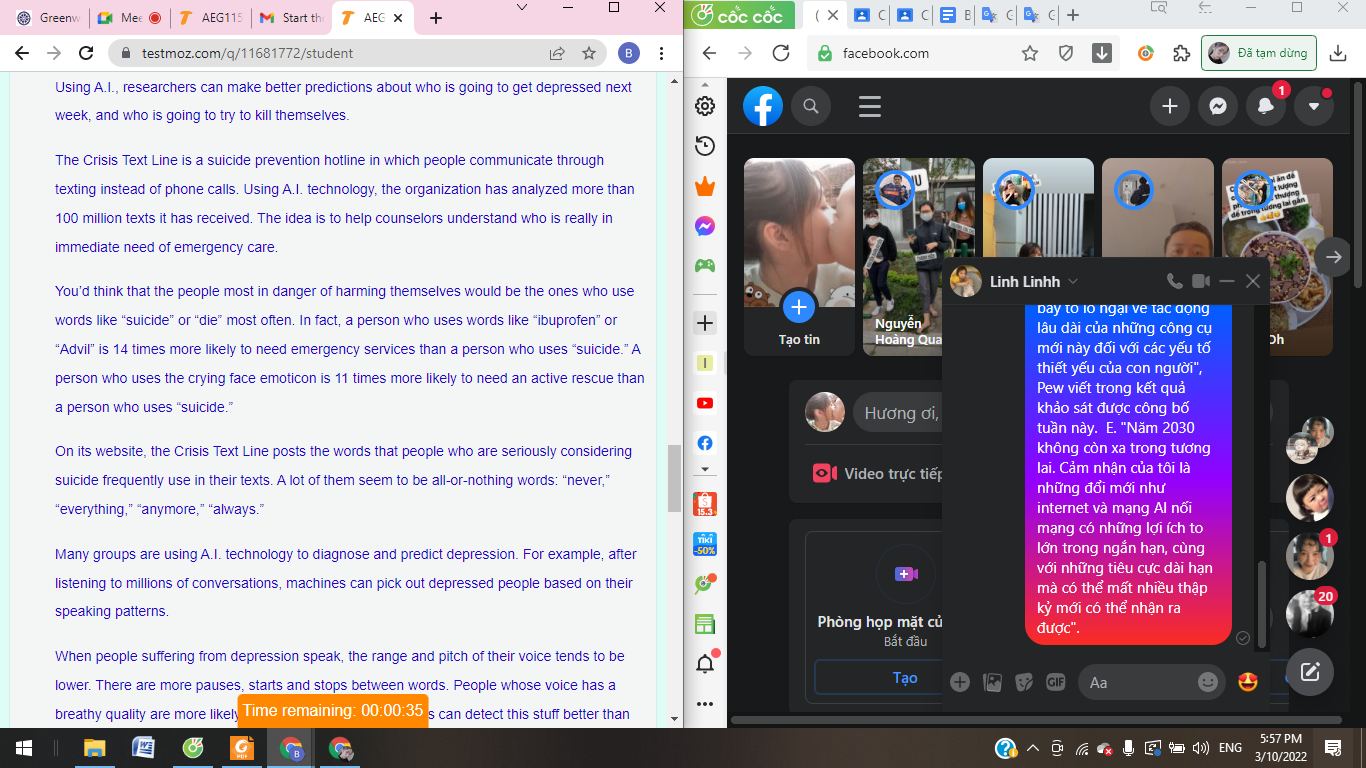 Greenw
Mee
AEG115
Start the
AEG
testmoz.com/q/11681772/student
B
Using A.I., researchers can make better predictions about who is going to get depressed next
week, and who is going to try to kill themselves.
The Crisis Text Line is a suicide prevention hotline in which people communicate through
texting instead of phone calls. Using A.I. technology, the organization has analyzed more than
100 million texts it has received. The idea is to help counselors understand who is really in
immediate need of emergency care.
You’d think that the people most in danger of harming themselves would be the ones who use
words like “suicide” or “die” most often. In fact, a person who uses words like “ibuprofen” or
“Advil” is 14 times more likely to need emergency services than a person who uses “suicide.” A
person who uses the crying face emoticon is 11 times more likely to need an active rescue than
a person who uses “suicide.”
On its website, the Crisis Text Line posts the words that people who are seriously considering
suicide frequently use in their texts. A lot of them seem to be all-or-nothing words: “never,”
“everything,” “anymore,” “always.”
Many groups are using A.I. technology to diagnose and predict depression. For example, after
listening to millions of conversations, machines can pick out depressed people based on their
speaking patterns.
When people suffering from depression speak, the range and pitch of their voice tends to be
lower. There are more pauses, starts and stops between words. People whose voice has a
breathy quality are more likely
s can detect this stuff better than
Time remaining: 00:00:35
cốc cốc
facebook.com
Đã tạm dừng
1
Tạo tin
Nguyễn
Hoàng Qua
Oh
Hương ơi,
Video trực tiếp
Phòng họp mặt củ
Bắt đầu
Tạo
Linh Linhh
bày tỏ lo ngại về tác động
lâu dài của những công cụ
mới này đối với các yếu tố
thiết yếu của con người",
Pew viết trong kết quả
khảo sát được công bố
tuần này. E. "Năm 2030
không còn xa trong tương
lai. Cảm nhận của tôi là
những đổi mới như
internet và mạng AI nối
mạng có những lợi ích to
lớn trong ngắn hạn, cùng
với những tiêu cực dài hạn
mà có thể mất nhiều thập
kỷ mới có thể nhận ra
được".
GIF
Aa
1
20
15.3
TIKI
-50%
PDF
ENG
5:57 PM
3/10/2022